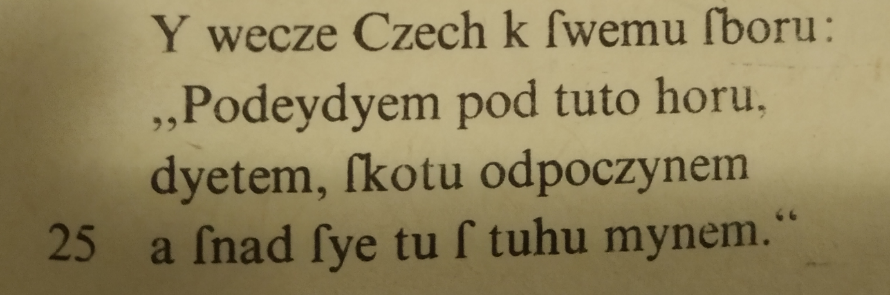 Y wecze Czech k ſwemu ſboru:
„Podeydyem pod tuto horu,
dyetem, ſkotu odpoczynem
25 a ſnad ſye tu ſ tuhu mynem.“